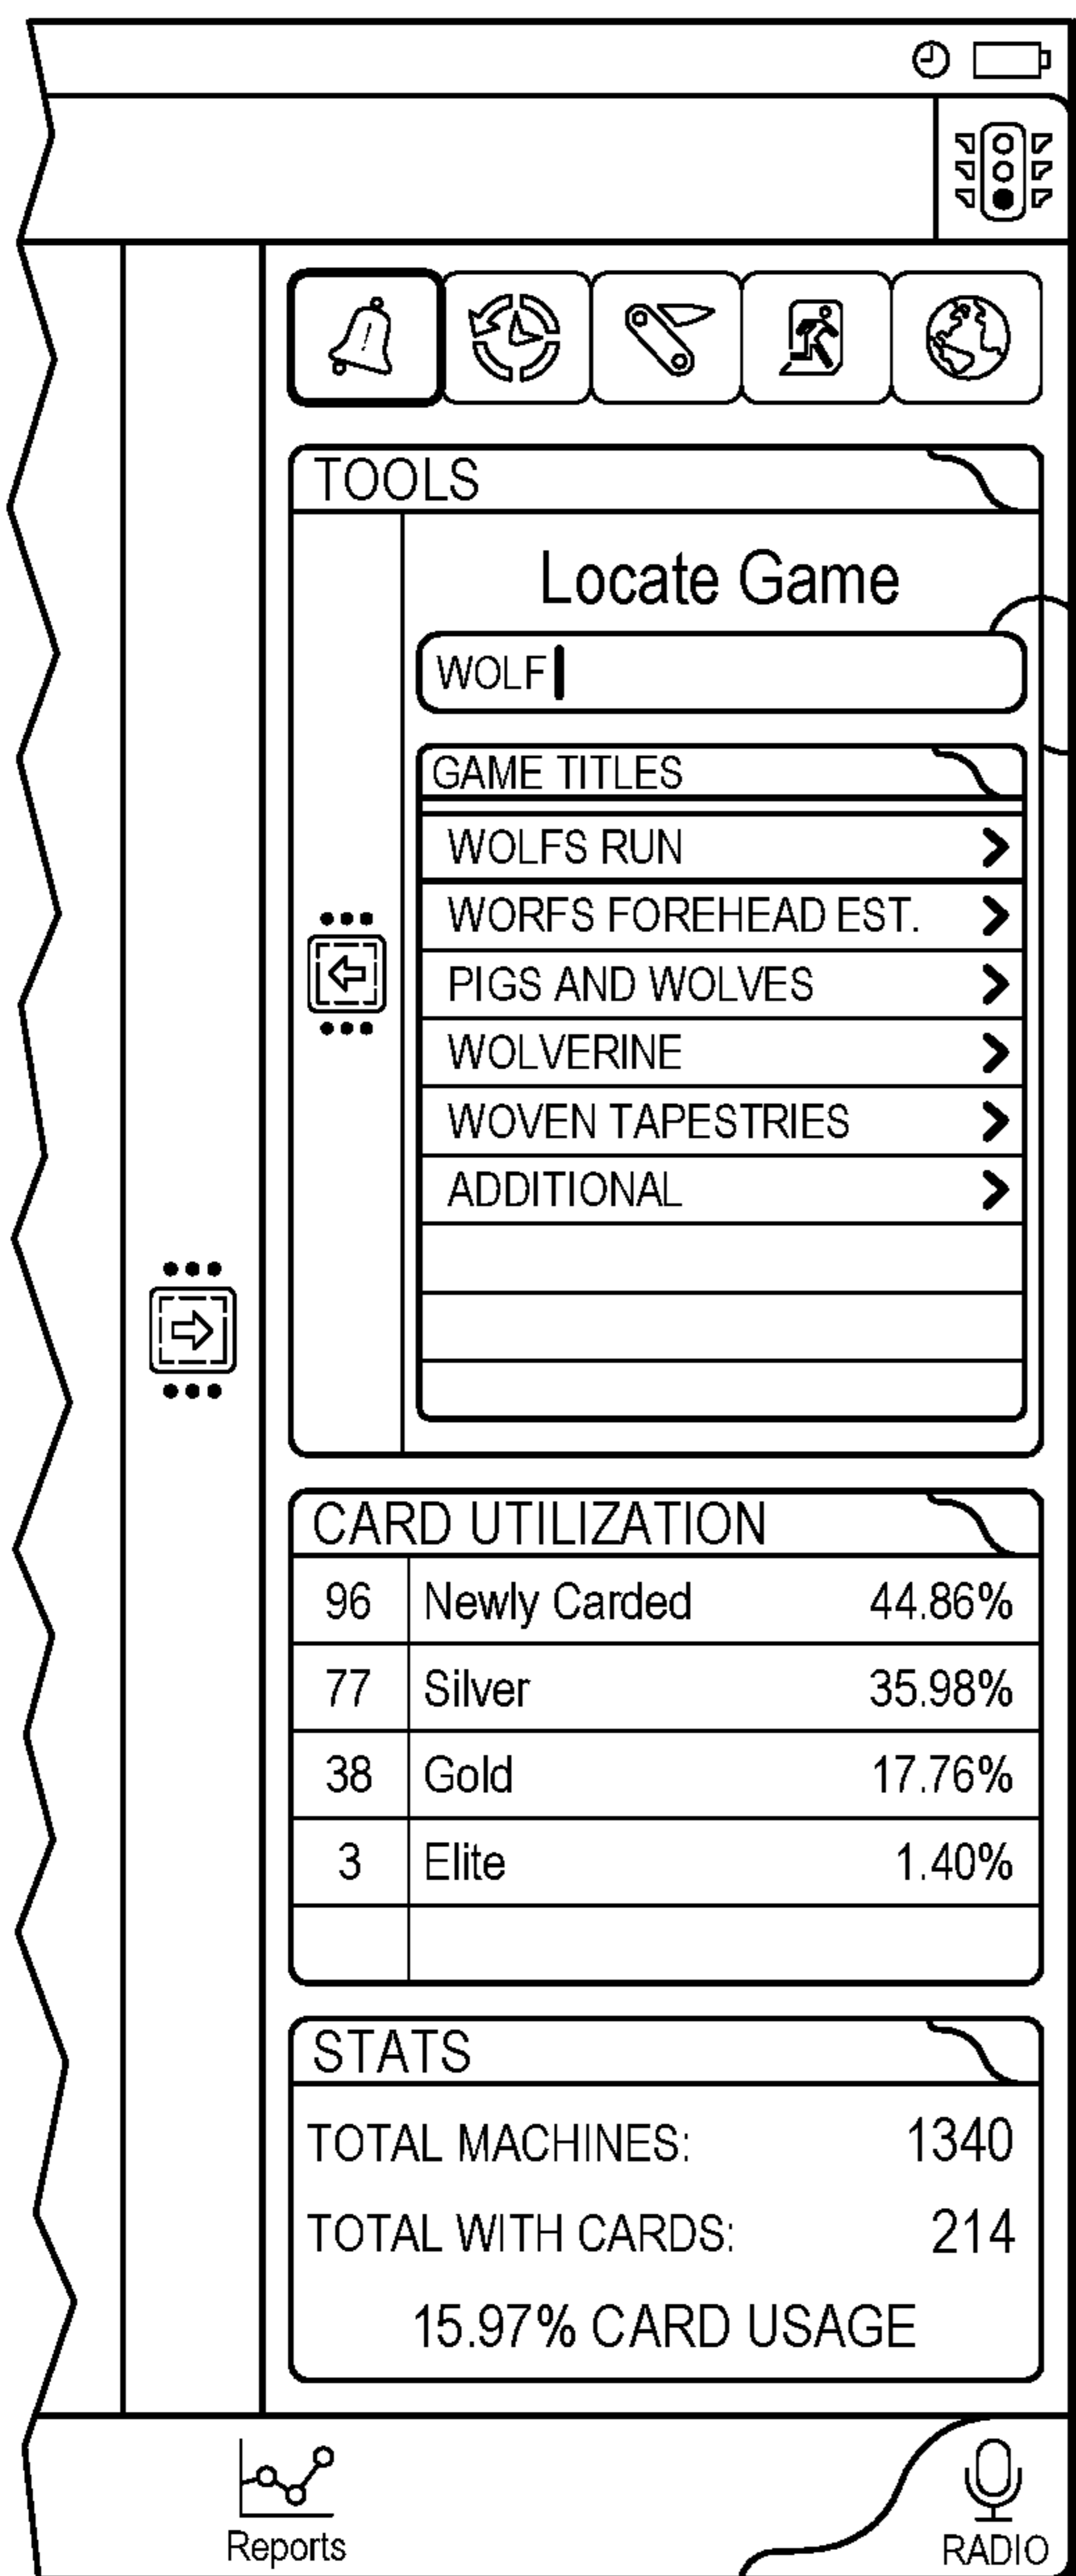 TOOLS
Locate Game
WOLF
GAME TITLES
WOLFS RUN
WORFS FOREHEAD EST.
PIGS AND WOLVES
WOLVERINE
WOVEN TAPESTRIES
ADDITIONAL
CARD UTILIZATION
96 Newly Carded 44.86%
77 Silver 35.98%
38 Gold 17.76%
3 Elite 1.40%
STATS
TOTAL MACHINES: 1340
TOTAL WITH CARDS: 214
15.97% CARD USAGE
Reports
RADIO